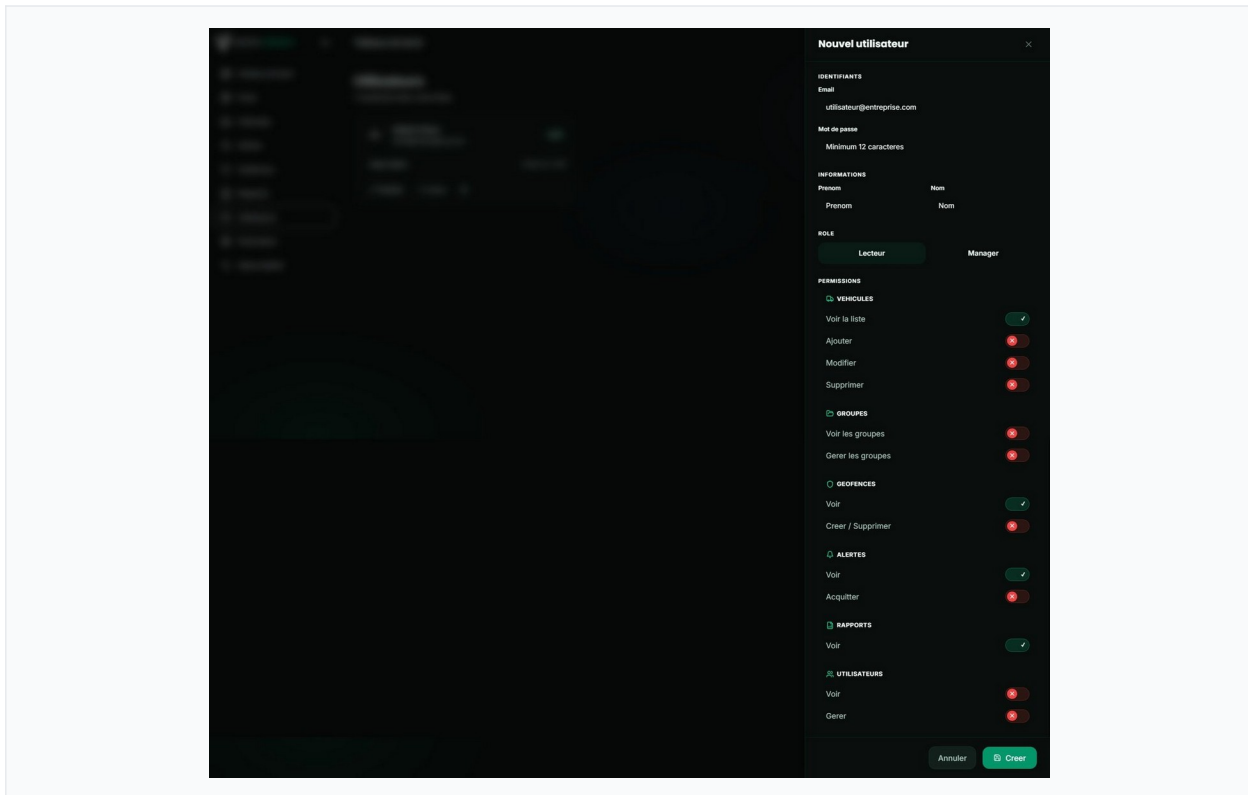 Nouvel utilisateur
IDENTIFIANTS
Email
utilisateur@entreprise.com
Mot de passe
Minimum 12 caracteres
INFORMATIONS
Prenom Nom
Prenom Nom
ROLE
Lecteur Manager
PERMISSIONS
VEHICULES
Voir la liste
Ajouter
Modifier
Supprimer
GROUPES
Voir les groupes
Gerer les groupes
GEOFENCES
Voir
Creer / Supprimer
ALERTES
Voir
Acquitter
RAPPORTS
Voir
UTILISATEURS
Voir
Gerer
Annuler Creer